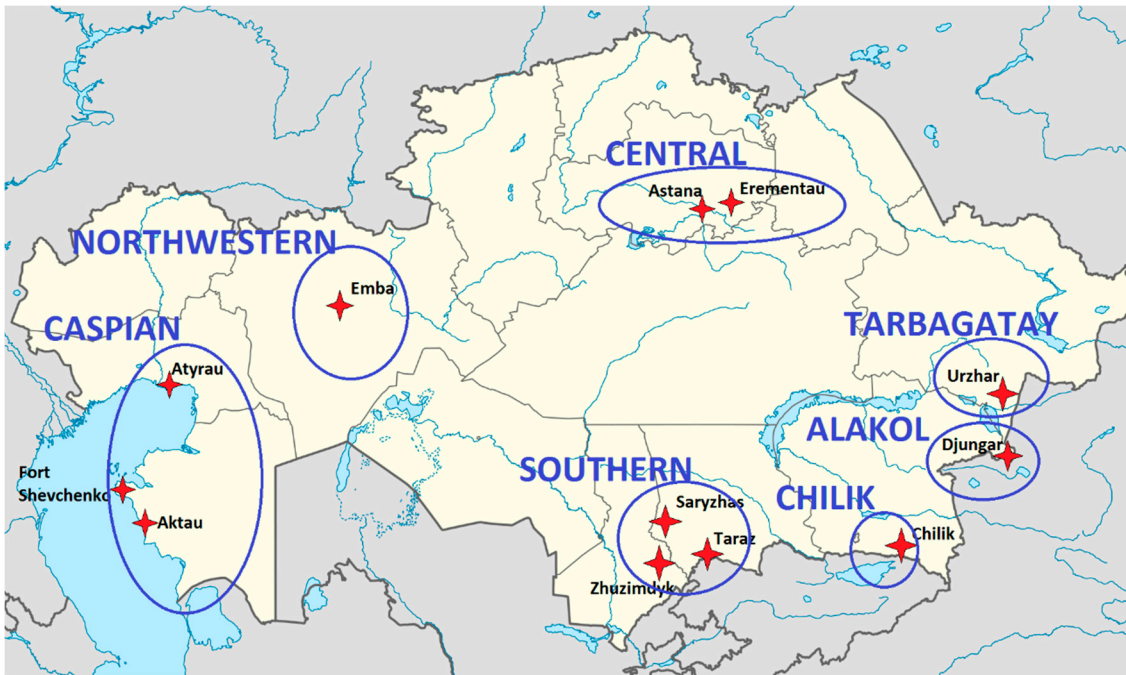 CENTRAL
Astana
Erementau
NORTHWESTERN
Emba
CASPIAN
Atyrau
TARBAGATAY
Urzhar
ALAKOL
Djungar
Fort
Shevchenko
Aktau
SOUTHERN
Saryzhas
Taraz
Zhuzimdyk
CHILIK
Chilik